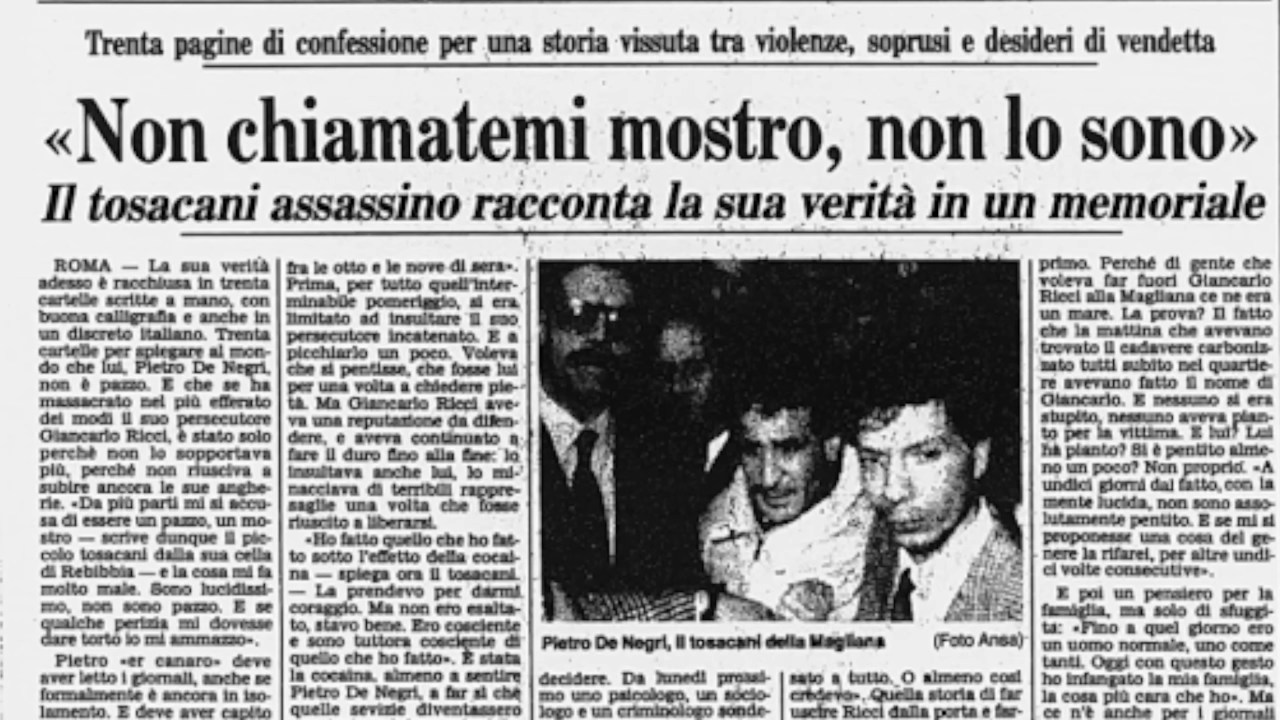 Trenta pagine di confessione per una storia vissuta tra violenze, soprusi e desideri di vendetta
«Non chiamatemi mostro, non lo sono»
Il tosacani assassino racconta la sua verità in un memoriale
ROMA — La sua verità
adesso è racchiusa in trenta
cartelle scritte a mano, con
buona calligrafia e anche in
un discreto italiano. Trenta
cartelle per spiegare al mon-
do che lui, Pietro De Negri,
non è pazzo. E che se ha
massacrato nel più efferato
dei modi il suo persecutore
Giancarlo Ricci, è stato solo
perchè non lo sopportava
più, perché non riusciva a
subire ancora le sue anghe-
rie. «Da più parti mi si accu-
sa di essere un pazzo, un mo-
stro — scrive dunque il pic-
colo tosacani dalla sua cella
di Rebibbia — e la cosa mi fa
molto male. Sono lucidissi-
mo, non sono pazzo. E se
qualche perizia mi dovesse
dare torto io mi ammazzo».
Pietro «er canaro» deve
aver letto i giornali, anche se
formalmente è ancora in iso-
lamento. E deve aver capito
fra le otto e le nove di sera».
Prima, per tutto quell'inter-
minabile pomeriggio, si era
limitato ad insultare il suo
persecutore incatenato. E a
picchiarlo un poco. Voleva
che si pentisse, che fosse lui
per una volta a chiedere pie-
tà. Ma Giancarlo Ricci ave-
va una reputazione da difen-
dere, e aveva continuato a
fare il duro fino alla fine: lo
insultava anche lui, lo mi-
nacciava di terribili rappre-
saglie una volta che fosse
riuscito a liberarsi.
«Ho fatto quello che ho fat-
to sotto l'effetto della cocai-
na — spiega ora il tosacani.
— La prendevo per darmi
coraggio. Ma non ero esalta-
to, stavo bene. Ero cosciente
e sono tuttora cosciente di
quello che ho fatto». È stata
la cocaina, almeno a sentire
Pietro De Negri, a far sì che
quelle sevizie diventassero
Pietro De Negri, il tosacani della Magliana (Foto Ansa)
decidere. Da lunedì prossi-
mo uno psicologo, un socio-
logo e un criminologo sonde-
sato a tutto. O almeno così
credevo». Quella storia di far
uscire Ricci dalla porta e far-
primo. Perché di gente che
voleva far fuori Giancarlo
Ricci alla Magliana ce ne era
un mare. La prova? Il fatto
che la mattina che avevano
trovato il cadavere carboniz-
zato tutti subito nel quartie-
re avevano fatto il nome di
Giancarlo. E nessuno si era
stupito, nessuno aveva pian-
to per la vittima. E lui? Lui
ha pianto? Si è pentito alme-
no un poco? Non proprio. «A
undici giorni dal fatto, con la
mente lucida, non sono asso-
lutamente pentito. E se mi si
proponesse una cosa del ge-
nere la rifarei, per altre undi-
ci volte consecutive».
E poi un pensiero per la
famiglia, ma solo di sfuggi-
ta: «Fino a quel giorno ero
un uomo normale, uno come
tanti. Oggi con questo gesto
ho infangato la mia famiglia,
la cosa più cara che ho». Ma
ce n'è anche per i giornali